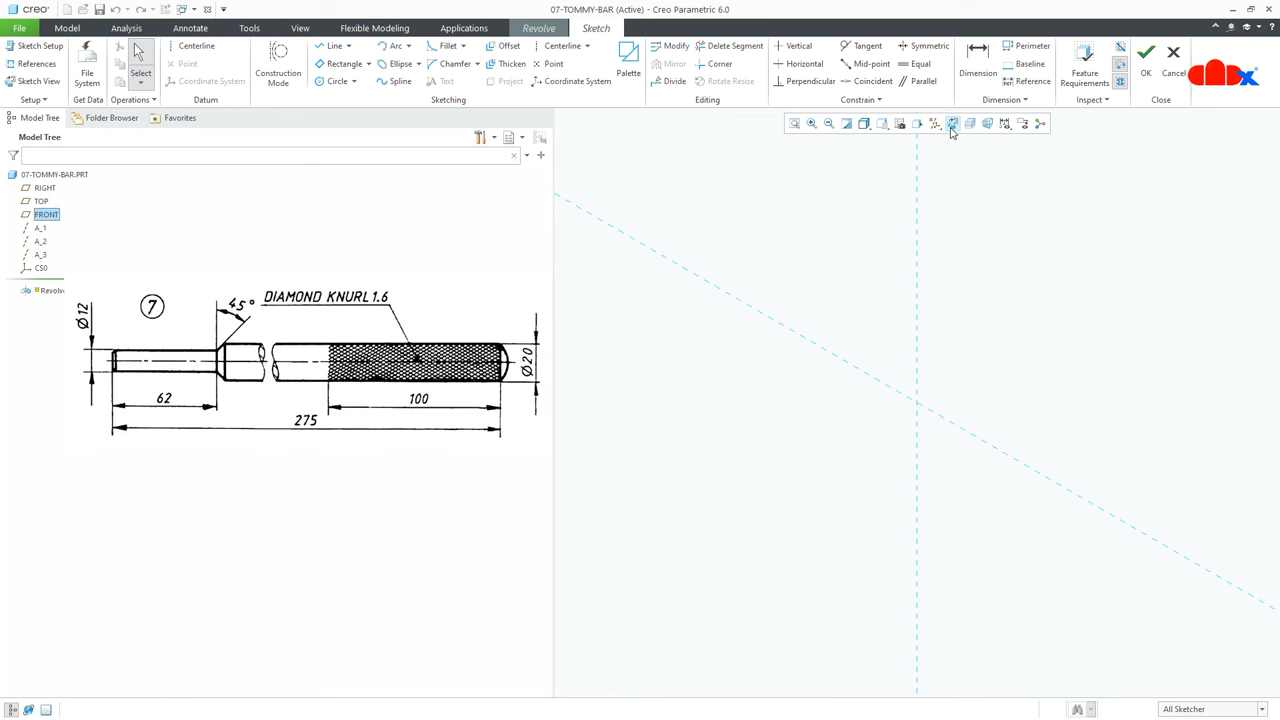 creo
07-TOMMY-BAR (Active) - Creo Parametric 6.0
File Model Analysis Annotate Tools View Flexible Modeling Applications Revolve Sketch
Sketch Setup
References
Sketch View
Setup
File System
Get Data
Select
Operations
Centerline
Point
Coordinate System
Datum
Construction Mode
Line
Rectangle
Circle
Arc
Ellipse
Spline
Fillet
Chamfer
Text
Offset
Thicken
Project
Centerline
Point
Coordinate System
Palette
Sketching
Modify
Mirror
Divide
Delete Segment
Corner
Rotate Resize
Editing
Vertical
Horizontal
Perpendicular
Tangent
Mid-point
Coincident
Symmetric
Equal
Parallel
Constrain
Dimension
Perimeter
Baseline
Reference
Dimension
Feature Requirements
Inspect
OK
Cancel
Close
Model Tree Folder Browser Favorites
Model Tree
07-TOMMY-BAR.PRT
RIGHT
TOP
FRONT
A_1
A_2
A_3
CS0
Revolv
7
45°
DIAMOND KNURL 1.6
Ø12
Ø20
62
100
275
All Sketcher